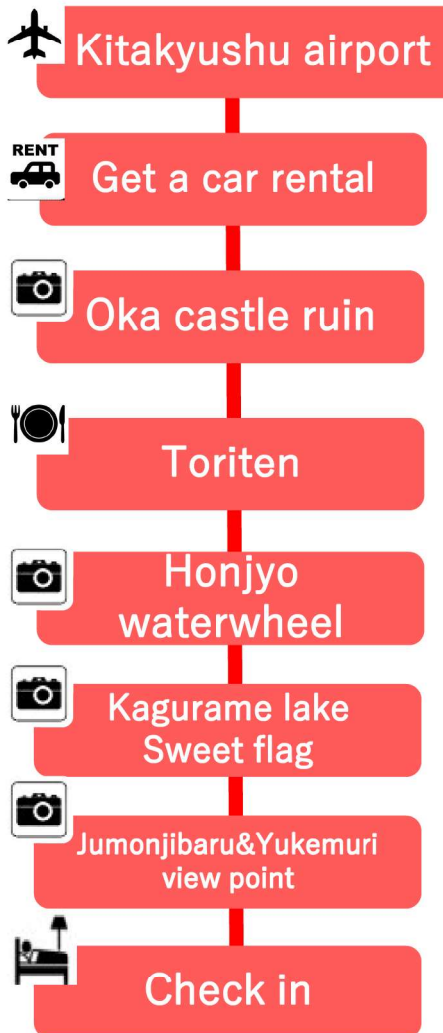 Kitakyushu airport
RENT
Get a car rental
Oka castle ruin
Toriten
Honjyo
waterwheel
Kagurame lake
Sweet flag
Jumonjibaru&Yukemuri
view point
Check in